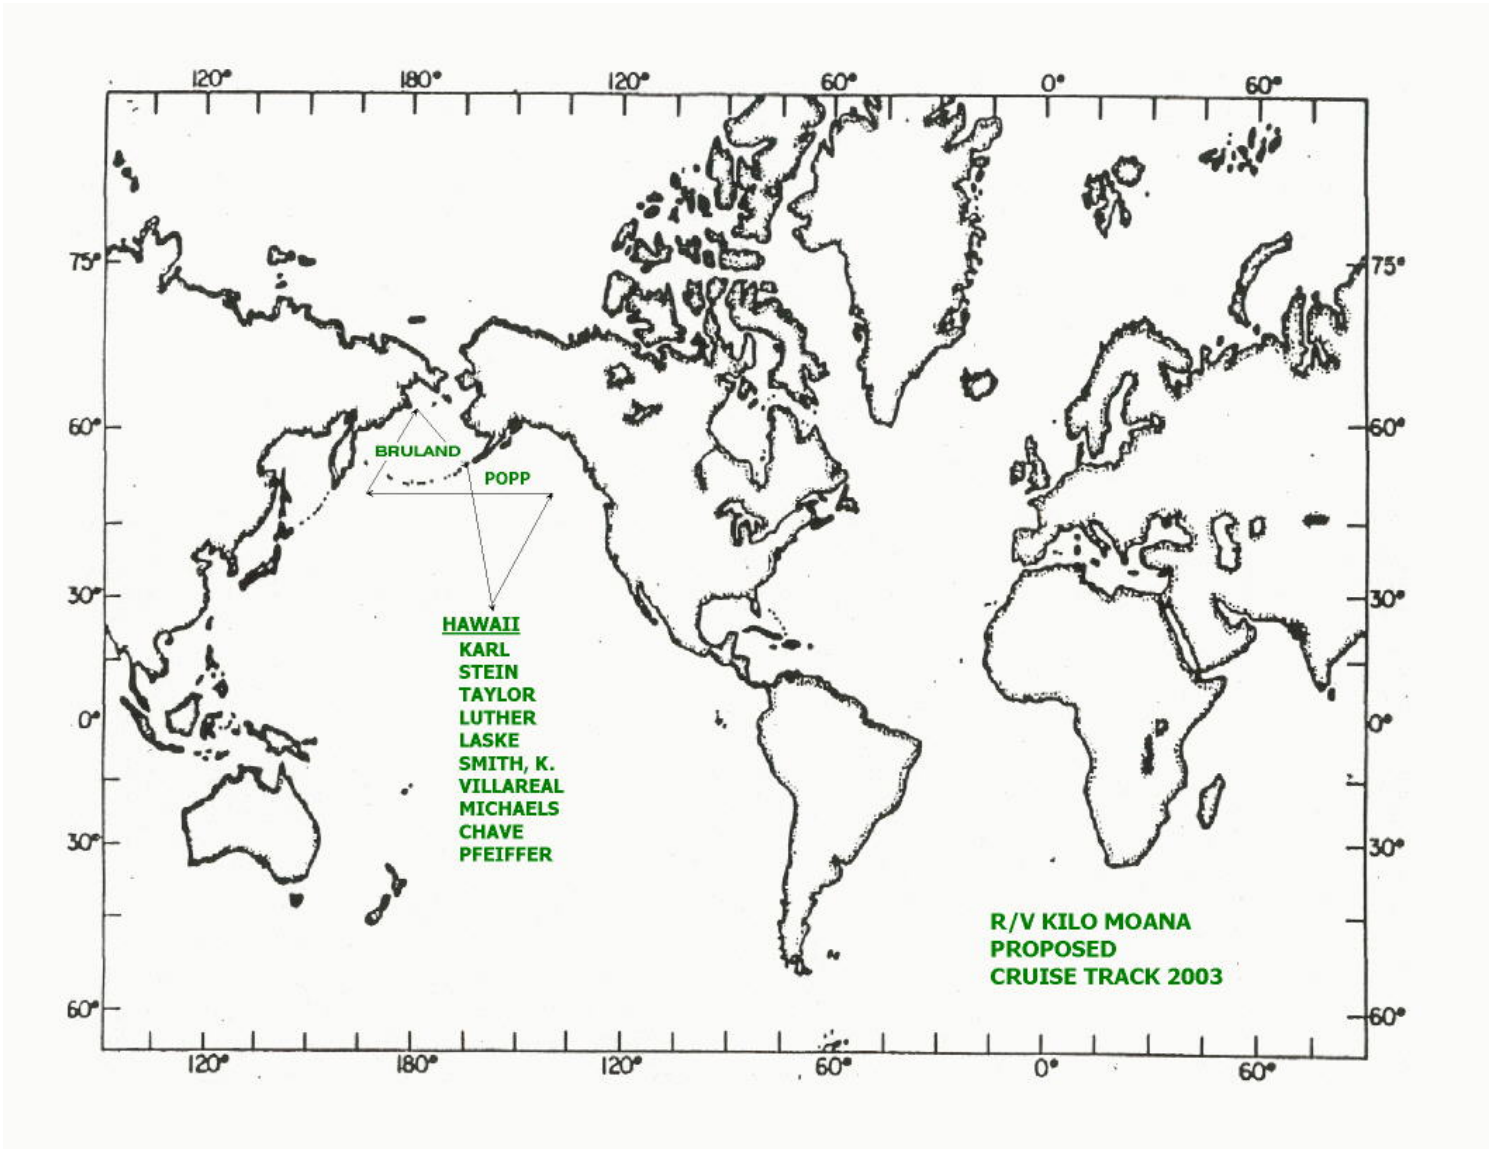 120° 180° 120° 60° 0° 60°
75° 75°
60° 60°
BRULAND
POPP
30° 30°
HAWAII
KARL
STEIN
TAYLOR
LUTHER
LASKE
SMITH, K.
VILLAREAL
MICHAELS
CHAVE
PFEIFFER
0° 0°
30° 30°
R/V KILO MOANA
PROPOSED
CRUISE TRACK 2003
60° 60°
120° 180° 120° 60° 0° 60°